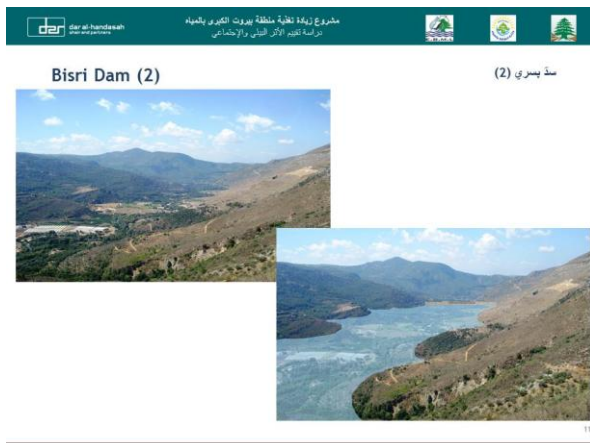 dar al-handasah
shair and partners
مشروع زيادة تغذية منطقة بيروت الكبرى بالمياه
دراسة تقييم الأثر البيئي والإجتماعي
Bisri Dam (2)
سدّ بسري (2)
11